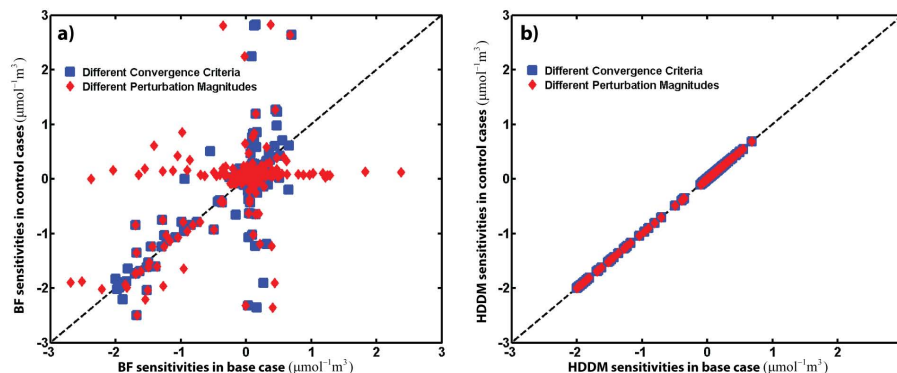 a)
Different Convergence Criteria
Different Perturbation Magnitudes
BF sensitivities in control cases (μmol⁻¹m³)
3
2
1
0
-1
-2
-3
-3 -2 -1 0 1 2 3
BF sensitivities in base case (μmol⁻¹m³)
b)
Different Convergence Criteria
Different Perturbation Magnitudes
HDDM sensitivities in control cases (μmol⁻¹m³)
3
2
1
0
-1
-2
-3
-3 -2 -1 0 1 2
HDDM sensitivities in base case (μmol⁻¹m³)